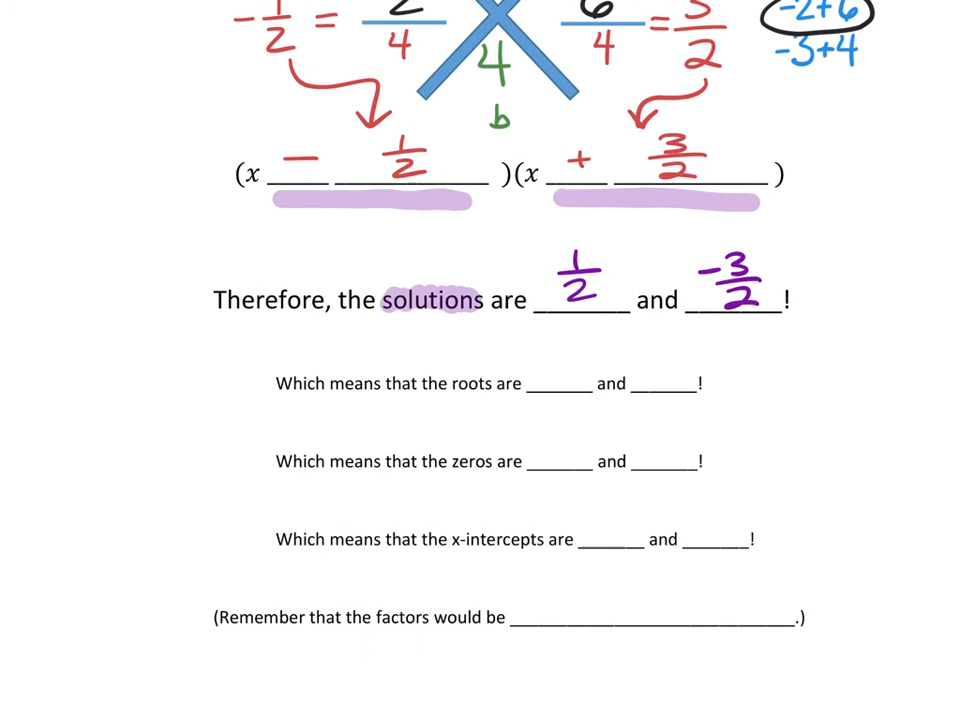 -1/2 = 2/4 6/4 = 3/2 -2+6
4 -3+4
b
(x − 1/2 )(x + 3/2 )
Therefore, the solutions are 1/2 and -3/2!
Which means that the roots are _______ and _______!
Which means that the zeros are _______ and _______!
Which means that the x-intercepts are _______ and _______!
(Remember that the factors would be ______________________________.)